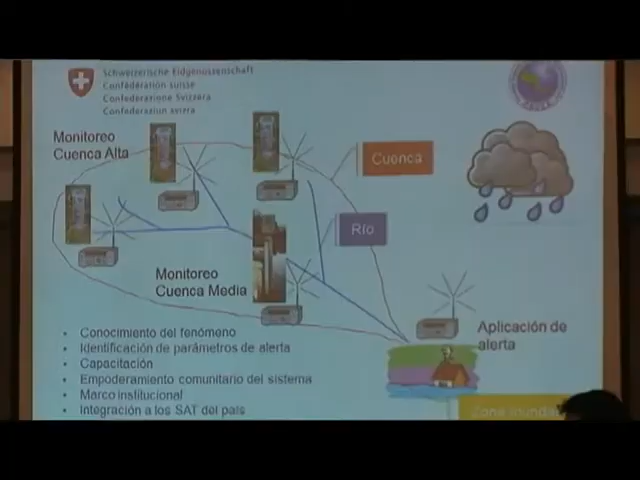 Schweizerische Eidgenossenschaft
Confédération suisse
Confederazione Svizzera
Confederaziun svizra
Monitoreo
Cuenca Alta
Cuenca
Río
Monitoreo
Cuenca Media
Aplicación de
alerta
• Conocimiento del fenómeno
• Identificación de parámetros de alerta
• Capacitación
• Empoderamiento comunitario del sistema
• Marco institucional
• Integración a los SAT del país
Zona